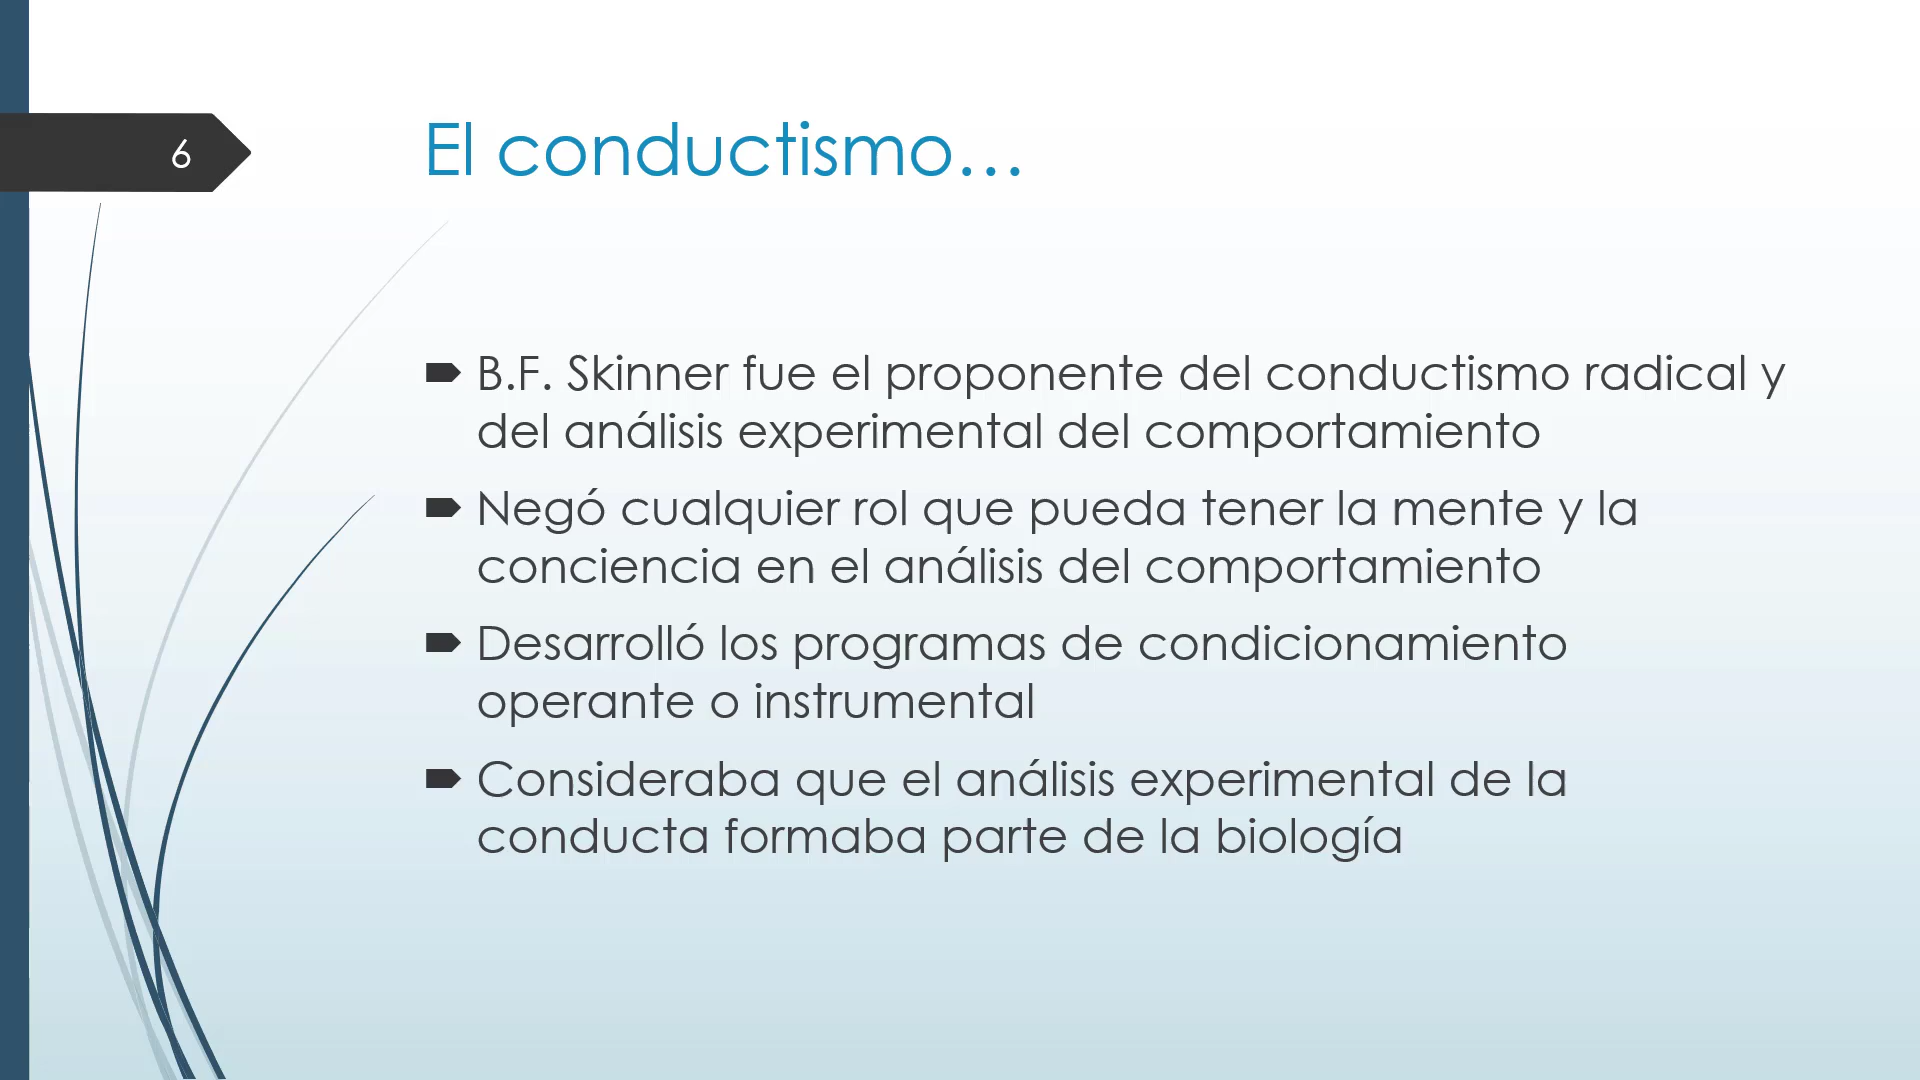 6
El conductismo...
B.F. Skinner fue el proponente del conductismo radical y
del análisis experimental del comportamiento
Negó cualquier rol que pueda tener la mente y la
conciencia en el análisis del comportamiento
Desarrolló los programas de condicionamiento
operante o instrumental
Consideraba que el análisis experimental de la
conducta formaba parte de la biología